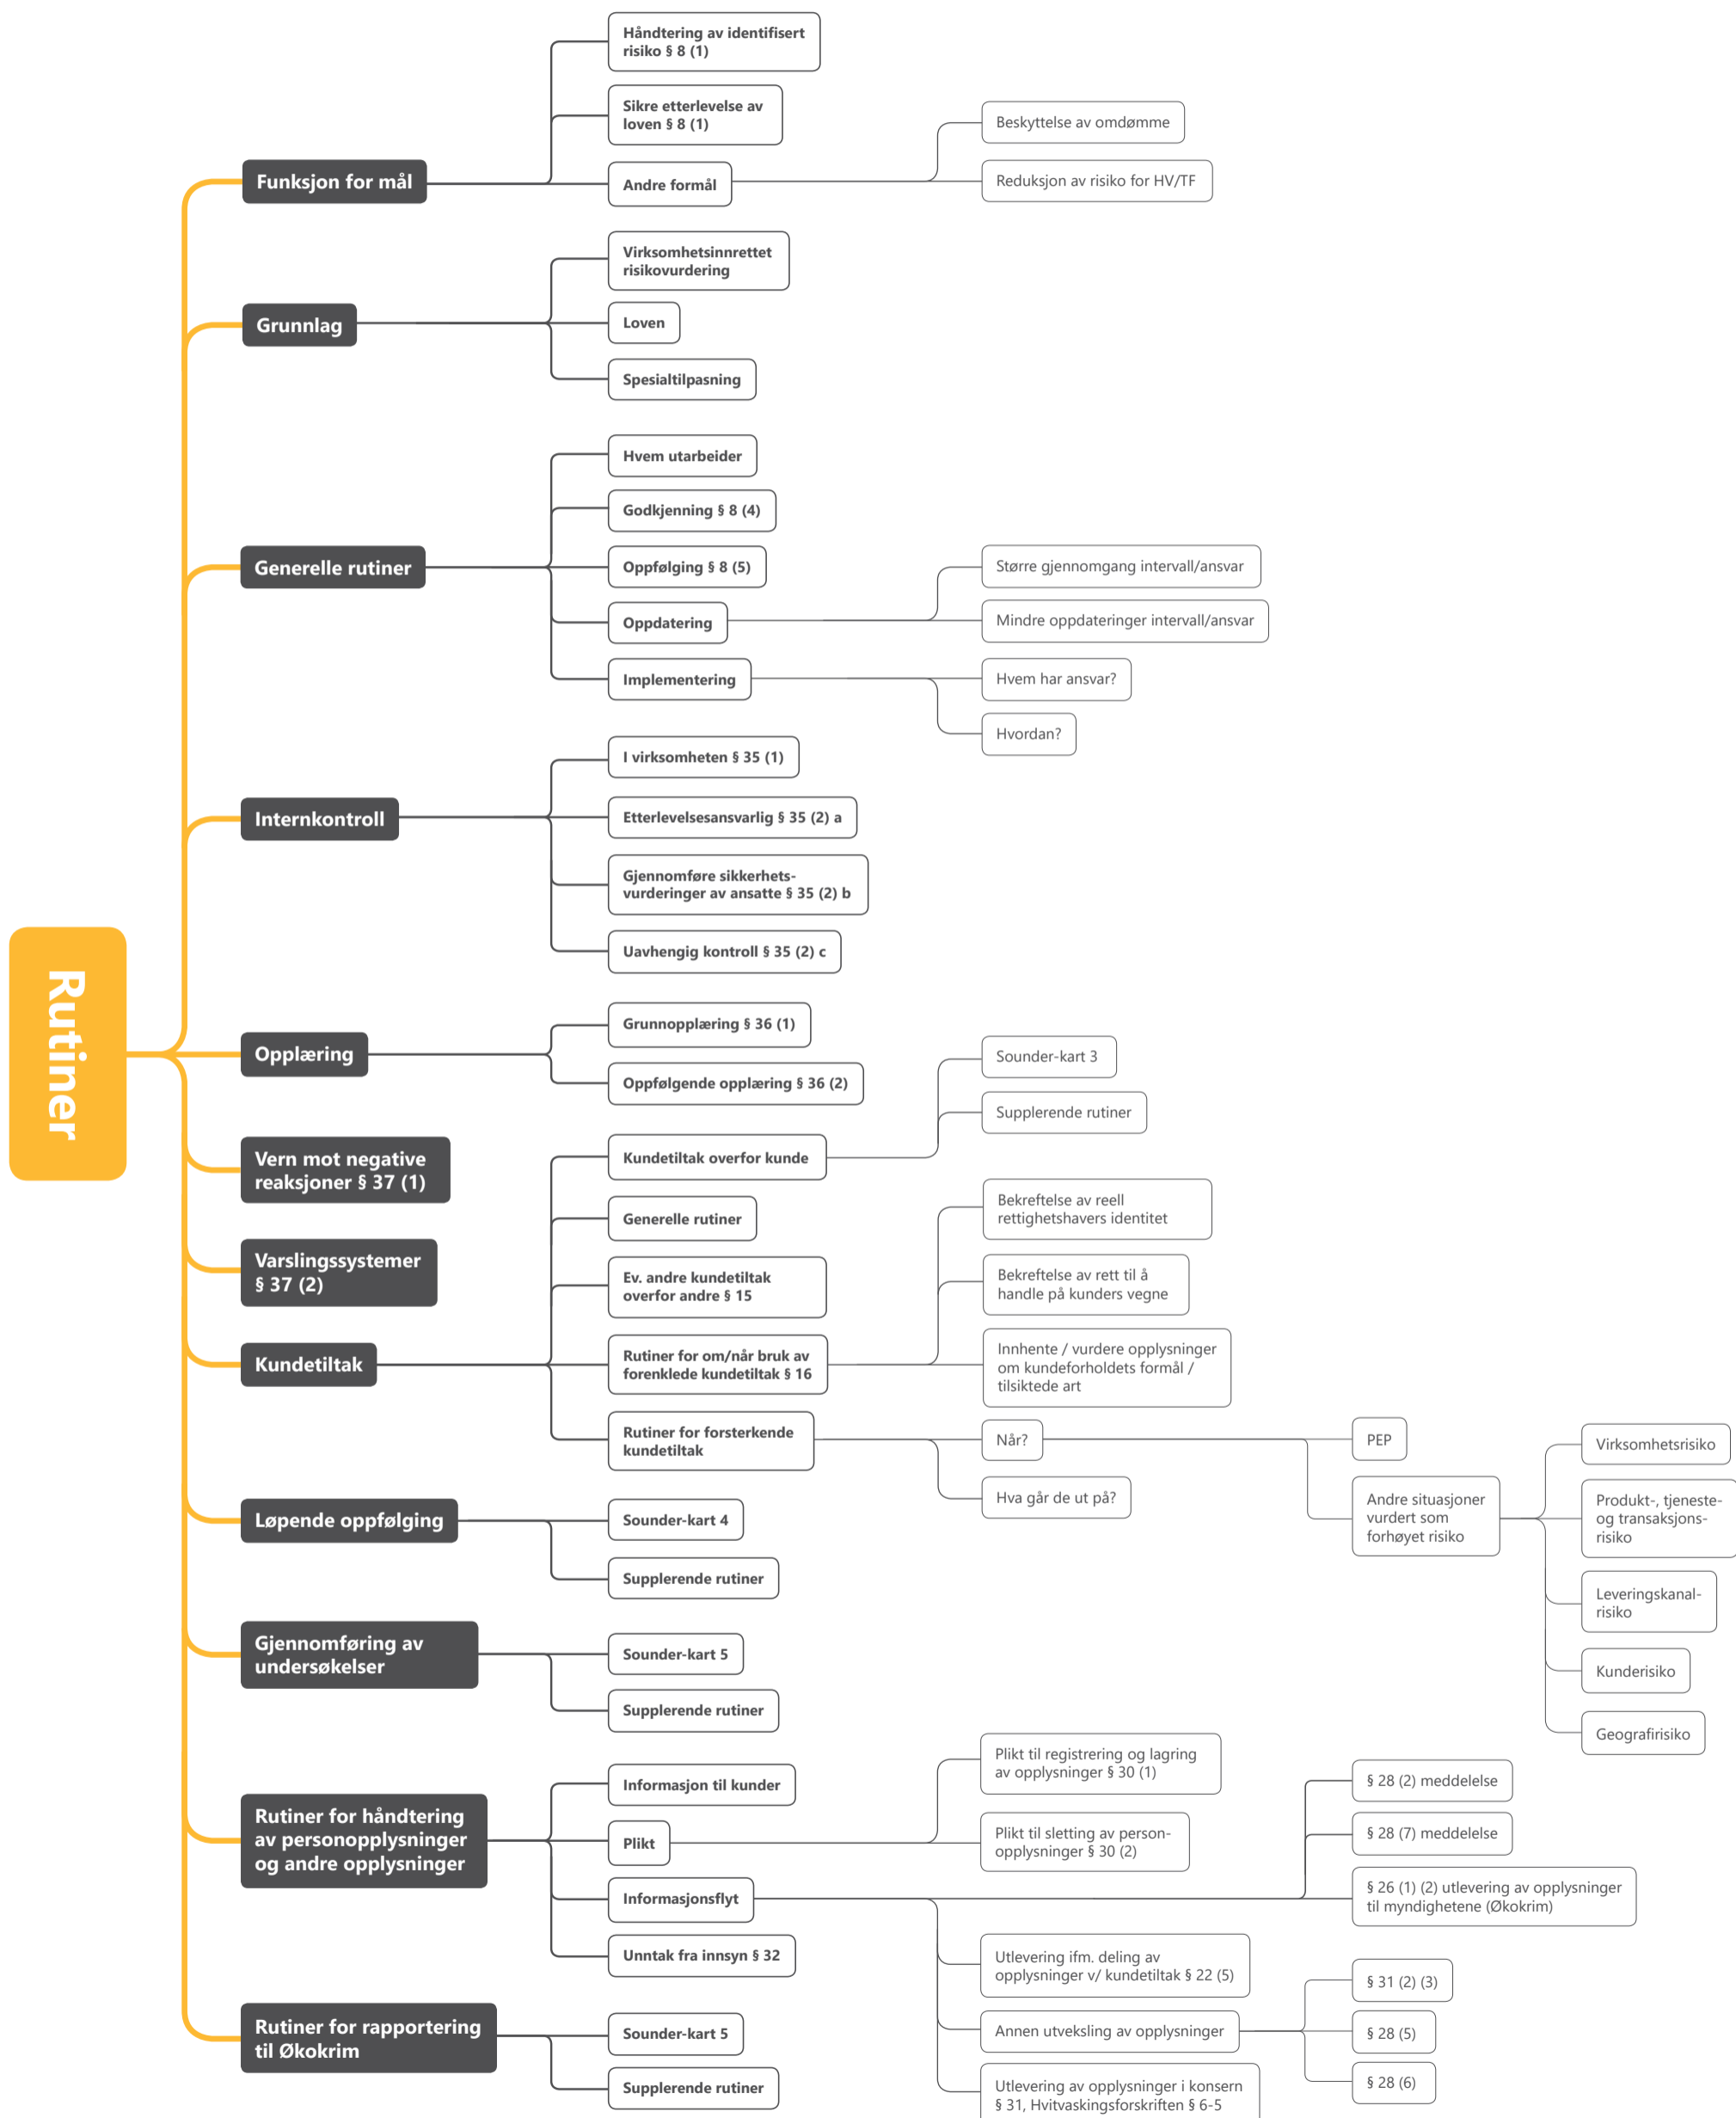 Rutiner
Funksjon for mål
Håndtering av identifisert
risiko § 8 (1)
Sikre etterlevelse av
loven § 8 (1)
Andre formål
Beskyttelse av omdømme
Reduksjon av risiko for HV/TF
Grunnlag
Virksomhetsinnrettet
risikovurdering
Loven
Spesialtilpasning
Generelle rutiner
Hvem utarbeider
Godkjenning § 8 (4)
Oppfølging § 8 (5)
Oppdatering
Større gjennomgang intervall/ansvar
Mindre oppdateringer intervall/ansvar
Implementering
Hvem har ansvar?
Hvordan?
Internkontroll
I virksomheten § 35 (1)
Etterlevelsesansvarlig § 35 (2) a
Gjennomføre sikkerhets-
vurderinger av ansatte § 35 (2) b
Uavhengig kontroll § 35 (2) c
Opplæring
Grunnopplæring § 36 (1)
Oppfølgende opplæring § 36 (2)
Vern mot negative
reaksjoner § 37 (1)
Varslingssystemer
§ 37 (2)
Kundetiltak
Kundetiltak overfor kunde
Sounder-kart 3
Supplerende rutiner
Generelle rutiner
Ev. andre kundetiltak
overfor andre § 15
Rutiner for om/når bruk av
forenklede kundetiltak § 16
Bekreftelse av reell
rettighetshavers identitet
Bekreftelse av rett til å
handle på kunders vegne
Innhente / vurdere opplysninger
om kundeforholdets formål /
tilsiktede art
Rutiner for forsterkende
kundetiltak
Når?
Hva går de ut på?
PEP
Andre situasjoner
vurdert som
forhøyet risiko
Virksomhetsrisiko
Produkt-, tjeneste-
og transaksjons-
risiko
Leveringskanal-
risiko
Kunderisiko
Geografirisiko
Løpende oppfølging
Sounder-kart 4
Supplerende rutiner
Gjennomføring av
undersøkelser
Sounder-kart 5
Supplerende rutiner
Rutiner for håndtering
av personopplysninger
og andre opplysninger
Informasjon til kunder
Plikt
Plikt til registrering og lagring
av opplysninger § 30 (1)
Plikt til sletting av person-
opplysninger § 30 (2)
Informasjonsflyt
§ 28 (2) meddelelse
§ 28 (7) meddelelse
§ 26 (1) (2) utlevering av opplysninger
til myndighetene (Økokrim)
Utlevering ifm. deling av
opplysninger v/ kundetiltak § 22 (5)
Annen utveksling av opplysninger
§ 31 (2) (3)
§ 28 (5)
§ 28 (6)
Utlevering av opplysninger i konsern
§ 31, Hvitvaskingsforskriften § 6-5
Unntak fra innsyn § 32
Rutiner for rapportering
til Økokrim
Sounder-kart 5
Supplerende rutiner